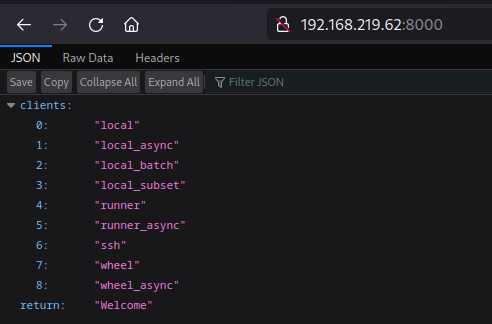 192.168.219.62:8000
JSON Raw Data Headers
Save Copy Collapse All Expand All Filter JSON
clients:
0: "local"
1: "local_async"
2: "local_batch"
3: "local_subset"
4: "runner"
5: "runner_async"
6: "ssh"
7: "wheel"
8: "wheel_async"
return: "Welcome"